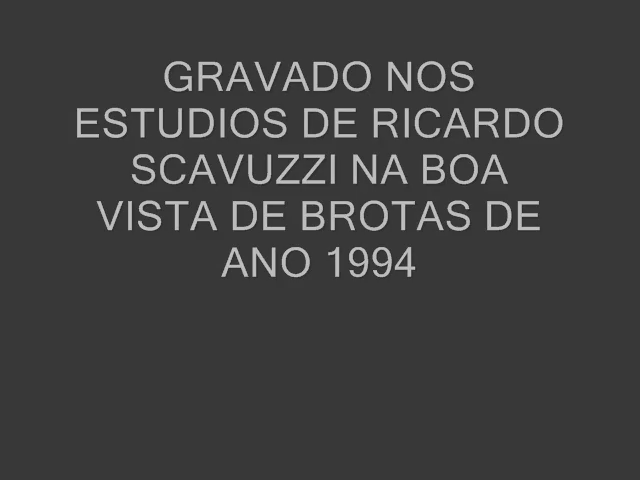 GRAVADO NOS
ESTUDIOS DE RICARDO
SCAVUZZI NA BOA
VISTA DE BROTAS DE
ANO 1994